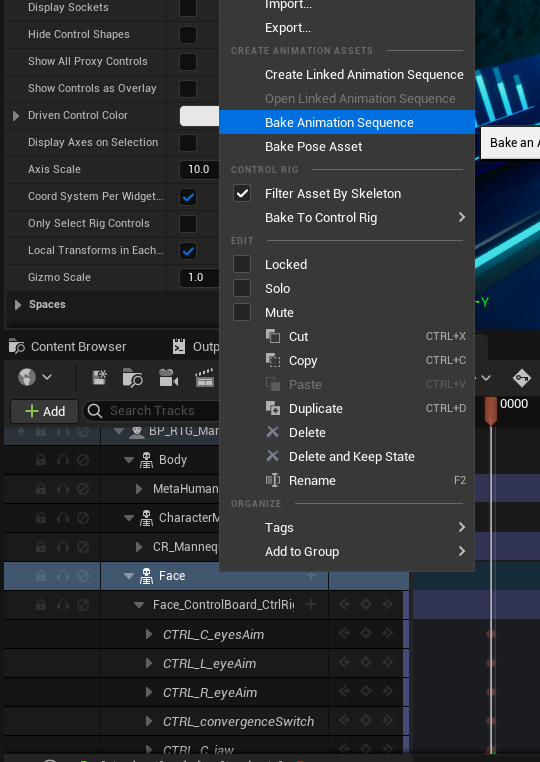 Display Sockets
Hide Control Shapes
Show All Proxy Controls
Show Controls as Overlay
Driven Control Color
Display Axes on Selection
Axis Scale
10.0
Coord System Per Widget...
Only Select Rig Controls
Local Transforms in Each...
Gizmo Scale
1.0
Spaces
Import...
Export...
CREATE ANIMATION ASSETS
Create Linked Animation Sequence
Open Linked Animation Sequence
Bake Animation Sequence
Bake Pose Asset
CONTROL RIG
Filter Asset By Skeleton
Bake To Control Rig
EDIT
Locked
Solo
Mute
Cut CTRL+X
Copy CTRL+C
Paste CTRL+V
Duplicate CTRL+D
Delete
Delete and Keep State
Rename F2
ORGANIZE
Tags
Add to Group
Bake an A
Y
Content Browser
Outp
Add
Search Tracks
0000
BP_RTG_Man
Body
MetaHuman
CharacterM
CR_Manneq
Face
Face_ControlBoard_CtrlRi
CTRL_C_eyesAim
CTRL_L_eyeAim
CTRL_R_eyeAim
CTRL_convergenceSwitch
CTRL_C_jaw